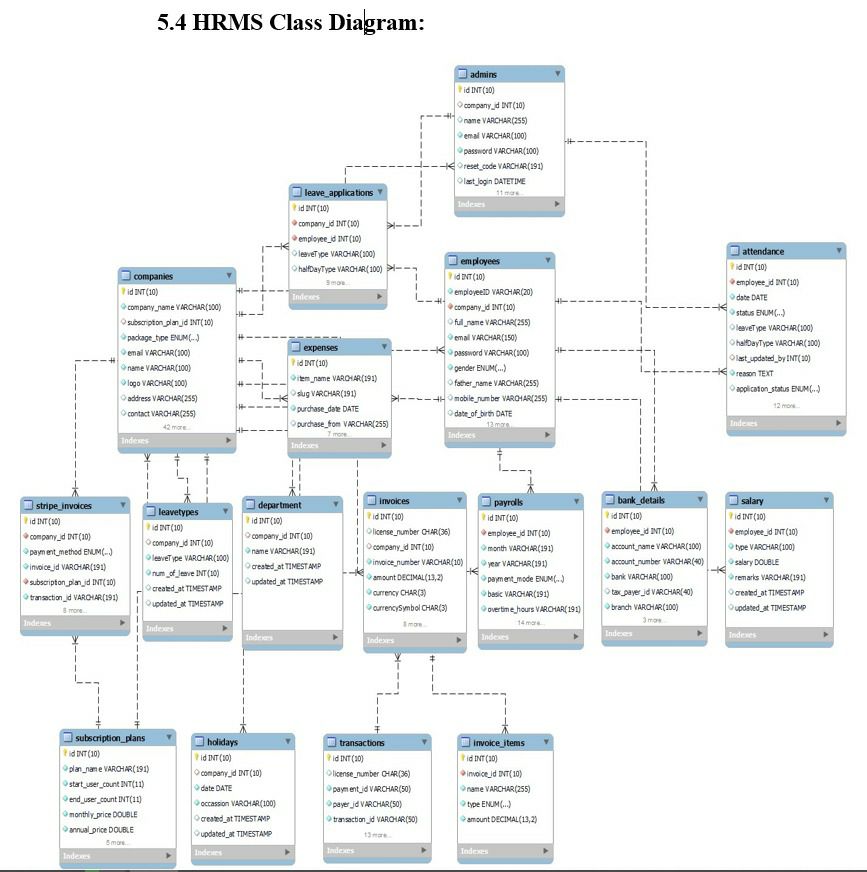 5.4 HRMS Class Diagram:
admins
id INT(10)
company_id INT(10)
name VARCHAR(255)
email VARCHAR(100)
password VARCHAR(100)
reset_code VARCHAR(191)
last_login DATETIME
11 more...
Indexes
leave_applications
id INT(10)
company_id INT(10)
employee_id INT(10)
leaveType VARCHAR(100)
halfDayType VARCHAR(100)
9 more...
Indexes
employees
id INT(10)
employeeID VARCHAR(20)
company_id INT(10)
full_name VARCHAR(255)
email VARCHAR(150)
password VARCHAR(100)
gender ENUM(...)
father_name VARCHAR(255)
mobile_number VARCHAR(255)
date_of_birth DATE
13 more...
Indexes
attendance
id INT(10)
employee_id INT(10)
date DATE
status ENUM(...)
leaveType VARCHAR(100)
halfDayType VARCHAR(100)
last_updated_by INT(10)
reason TEXT
application_status ENUM(...)
12 more...
Indexes
companies
id INT(10)
company_name VARCHAR(100)
subscription_plan_id INT(10)
package_type ENUM(...)
email VARCHAR(100)
name VARCHAR(100)
logo VARCHAR(100)
address VARCHAR(255)
contact VARCHAR(255)
42 more...
Indexes
expenses
id INT(10)
item_name VARCHAR(191)
slug VARCHAR(191)
purchase_date DATE
purchase_from VARCHAR(255)
7 more...
Indexes
stripe_invoices
id INT(10)
company_id INT(10)
payment_method ENUM(...)
invoice_id VARCHAR(191)
subscription_plan_id INT(10)
transaction_id VARCHAR(191)
8 more...
Indexes
leavetypes
id INT(10)
company_id INT(10)
leaveType VARCHAR(100)
num_of_leave INT(10)
created_at TIMESTAMP
updated_at TIMESTAMP
Indexes
department
id INT(10)
company_id INT(10)
name VARCHAR(191)
created_at TIMESTAMP
updated_at TIMESTAMP
Indexes
invoices
id INT(10)
license_number CHAR(36)
company_id INT(10)
invoice_number VARCHAR(10)
amount DECIMAL(13,2)
currency CHAR(3)
currencySymbol CHAR(3)
8 more...
Indexes
payrolls
id INT(10)
employee_id INT(10)
month VARCHAR(191)
year VARCHAR(191)
payment_mode ENUM(...)
basic VARCHAR(191)
overtime_hours VARCHAR(191)
14 more...
Indexes
bank_details
id INT(10)
employee_id INT(10)
account_name VARCHAR(100)
account_number VARCHAR(40)
bank VARCHAR(100)
tax_payer_id VARCHAR(40)
branch VARCHAR(100)
3 more...
Indexes
salary
id INT(10)
employee_id INT(10)
type VARCHAR(100)
salary DOUBLE
remarks VARCHAR(191)
created_at TIMESTAMP
updated_at TIMESTAMP
Indexes
subscription_plans
id INT(10)
plan_name VARCHAR(191)
start_user_count INT(11)
end_user_count INT(11)
monthly_price DOUBLE
annual_price DOUBLE
6 more...
Indexes
holidays
id INT(10)
company_id INT(10)
date DATE
occassion VARCHAR(100)
created_at TIMESTAMP
updated_at TIMESTAMP
Indexes
transactions
id INT(10)
license_number CHAR(36)
payment_id VARCHAR(50)
payer_id VARCHAR(50)
transaction_id VARCHAR(50)
13 more...
Indexes
invoice_items
id INT(10)
invoice_id INT(10)
name VARCHAR(255)
type ENUM(...)
amount DECIMAL(13,2)
Indexes